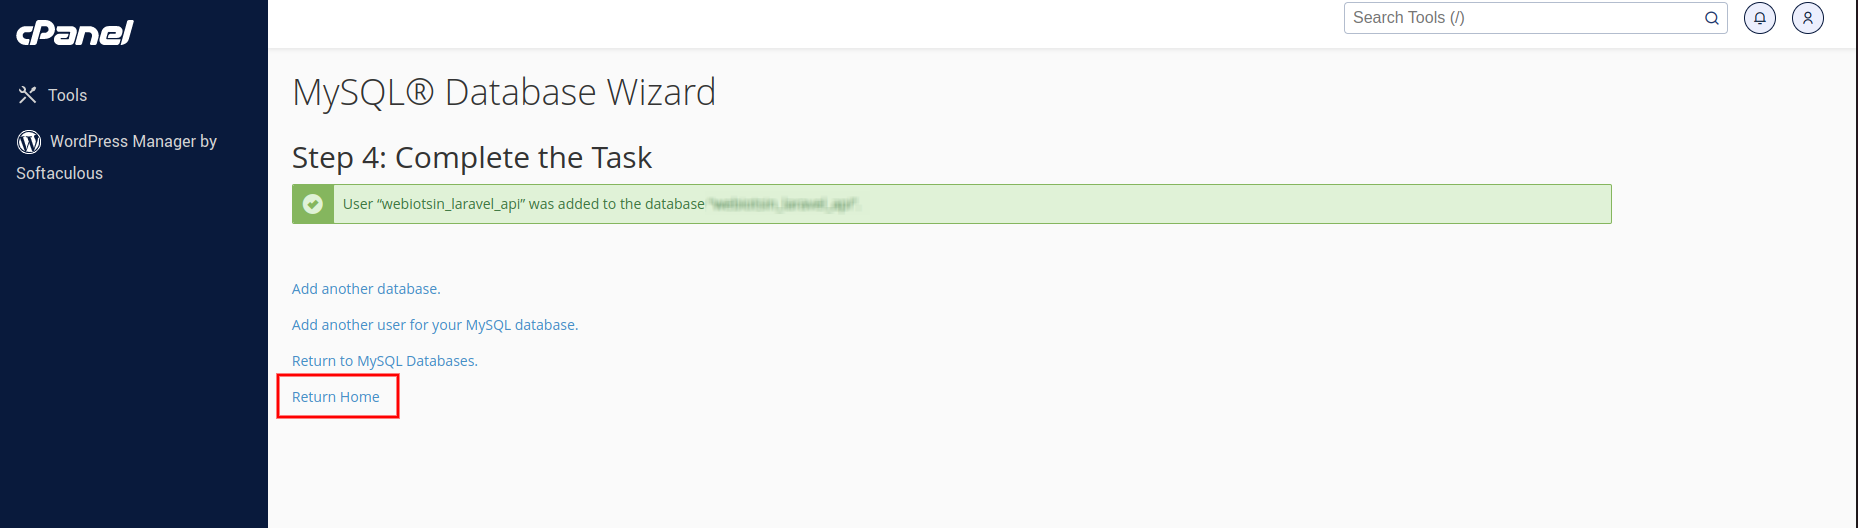 cPanel
Search Tools (/)
Tools
WordPress Manager by
Softaculous
MySQL® Database Wizard
Step 4: Complete the Task
User “webiotsin_laravel_api” was added to the database
Add another database.
Add another user for your MySQL database.
Return to MySQL Databases.
Return Home